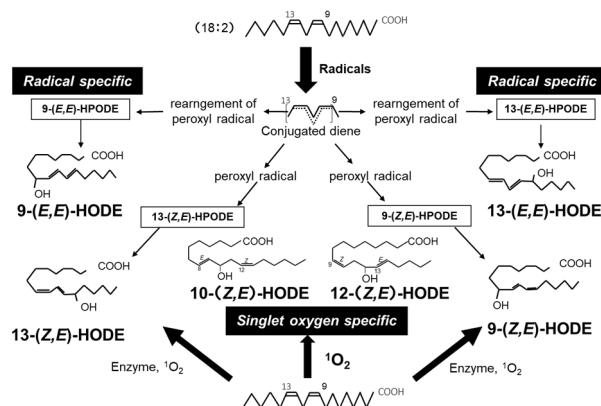 (18:2)
13
9
COOH
Radicals
Radical specific
Radical specific
9-(E,E)-HPODE
rearngement of
peroxyl radical
13
9
Conjugated diene
rearngement of
peroxyl radical
13-(E,E)-HPODE
COOH
OH
9-(E,E)-HODE
COOH
OH
13-(E,E)-HODE
peroxyl radical
peroxyl radical
13-(Z,E)-HPODE
9-(Z,E)-HPODE
COOH
OH
13-(Z,E)-HODE
COOH
E
Z
8
12
OH
10-(Z,E)-HODE
COOH
Z
E
9
13
OH
12-(Z,E)-HODE
COOH
OH
9-(Z,E)-HODE
Singlet oxygen specific
Enzyme, ¹O₂
¹O₂
Enzyme, ¹O₂
13
9
COOH